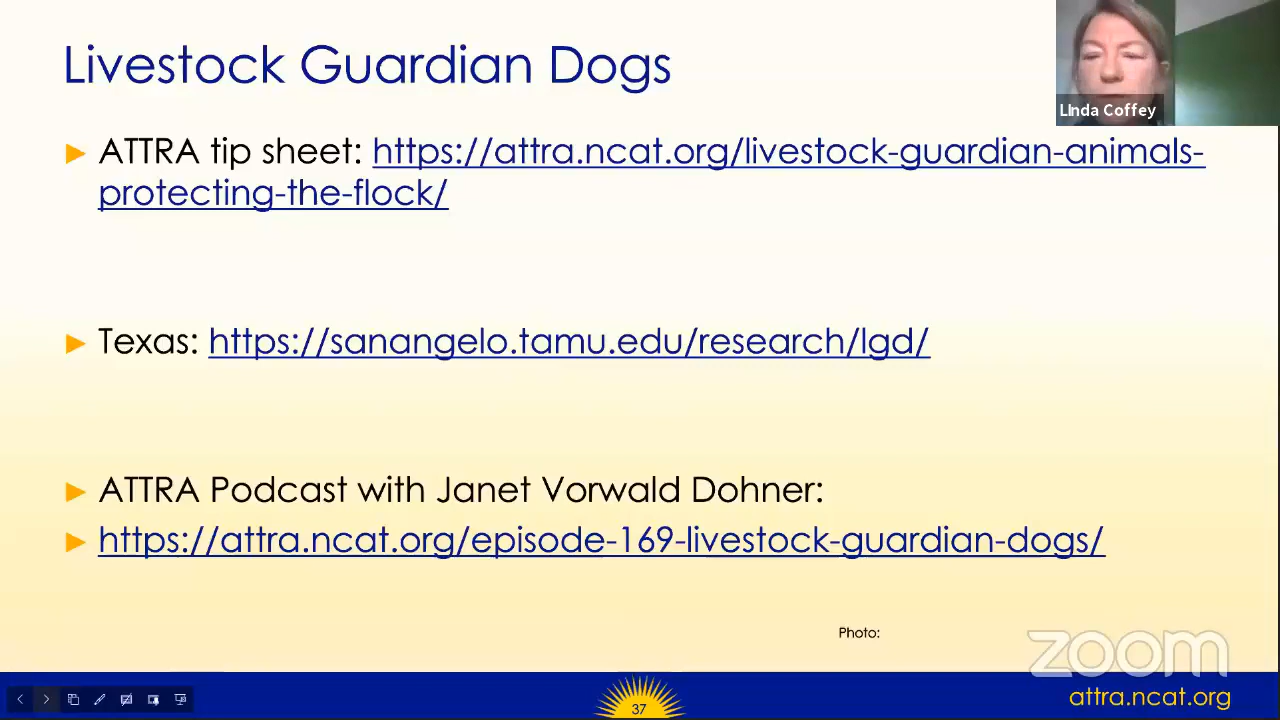 Livestock Guardian Dogs
LInda Coffey
ATTRA tip sheet: https://attra.ncat.org/livestock-guardian-animals-
protecting-the-flock/
Texas: https://sanangelo.tamu.edu/research/lgd/
ATTRA Podcast with Janet Vorwald Dohner:
https://attra.ncat.org/episode-169-livestock-guardian-dogs/
Photo:
zoom
37
attra.ncat.org